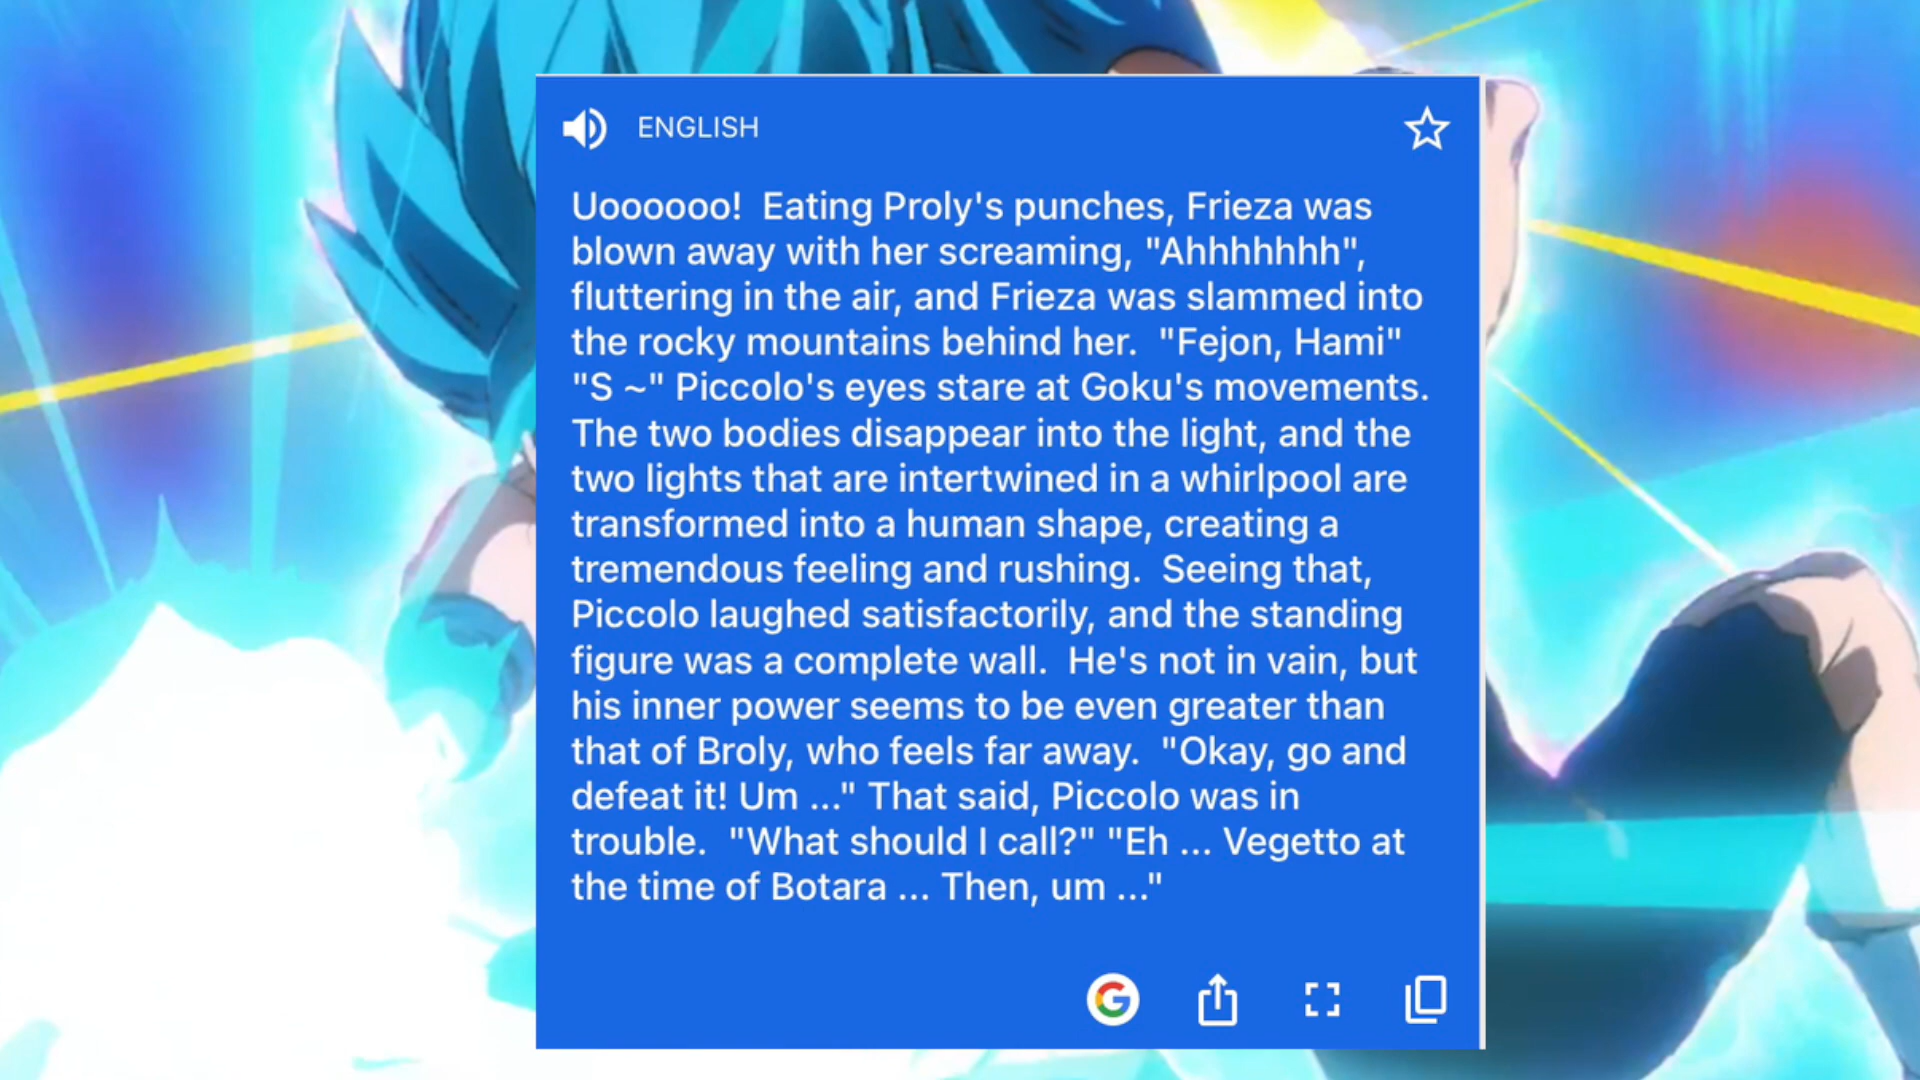 ENGLISH
Uoooooo!  Eating Proly's punches, Frieza was
blown away with her screaming, "Ahhhhhhh",
fluttering in the air, and Frieza was slammed into
the rocky mountains behind her.  "Fejon, Hami"
"S ~" Piccolo's eyes stare at Goku's movements.
The two bodies disappear into the light, and the
two lights that are intertwined in a whirlpool are
transformed into a human shape, creating a
tremendous feeling and rushing.  Seeing that,
Piccolo laughed satisfactorily, and the standing
figure was a complete wall.  He's not in vain, but
his inner power seems to be even greater than
that of Broly, who feels far away.  "Okay, go and
defeat it! Um ..." That said, Piccolo was in
trouble.  "What should I call?" "Eh ... Vegetto at
the time of Botara ... Then, um ..."